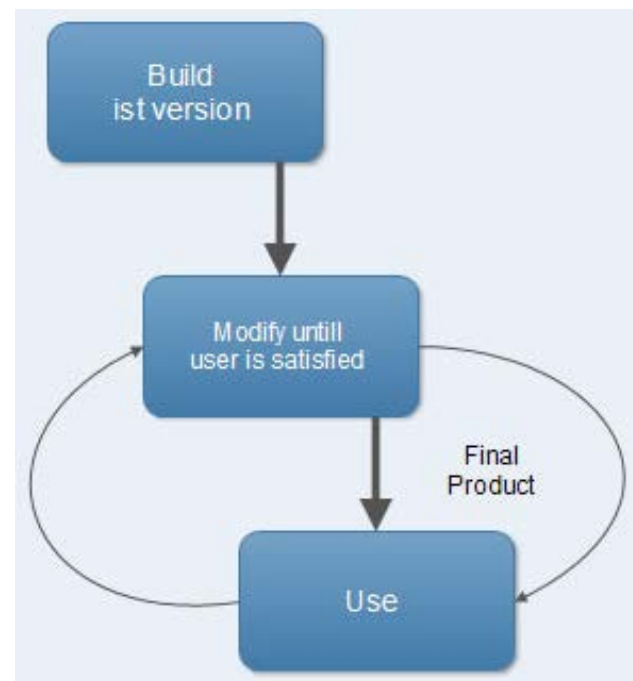 Build
ist version
Modify untill
user is satisfied
Final
Product
Use